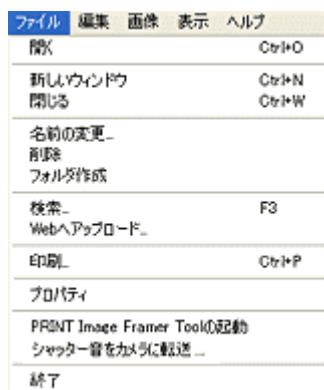 ファイル 編集 画像 表示 ヘルプ
開く Ctrl+O
新しいウィンドウ Ctrl+N
閉じる Ctrl+W
名前の変更...
削除
フォルダ作成
検索... F3
Webへアップロード...
印刷... Ctrl+P
プロパティ
PRINT Image Framer Toolの起動
シャッター音をカメラに転送 ...
終了